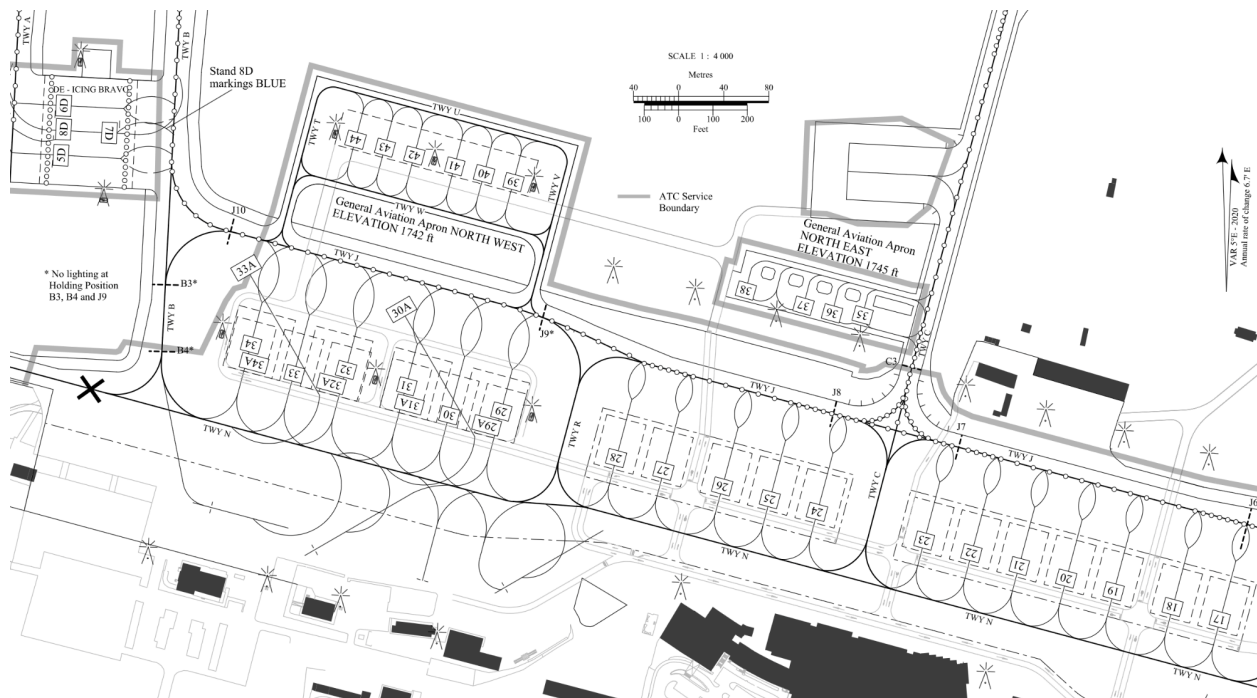 TWY A
TWY B
DE - ICING BRAVO
6D
8D
7D
5D
Stand 8D
markings BLUE
SCALE 1 : 4 000
Metres
40 0 40 80
100 0 100 200
Feet
ATC Service
Boundary
VAR 5°E - 2020
Annual rate of change 6.7' E
TWY U
TWY T
TWY V
TWY W
44
43
42
41
40
39
General Aviation Apron NORTH WEST
ELEVATION 1742 ft
General Aviation Apron
NORTH EAST
ELEVATION 1745 ft
38
37
36
35
J10
TWY J
33A
30A
* No lighting at
Holding Position
B3, B4 and J9
B3*
TWY B
B4*
J9*
C3
TWY C
34
34A
33
32
32A
31
31A
30
29
29A
TWY N
TWY R
TWY J
J8
J7
TWY J
J6
28
27
26
25
24
TWY C
TWY N
23
22
21
20
19
18
17
TWY N
TWY N